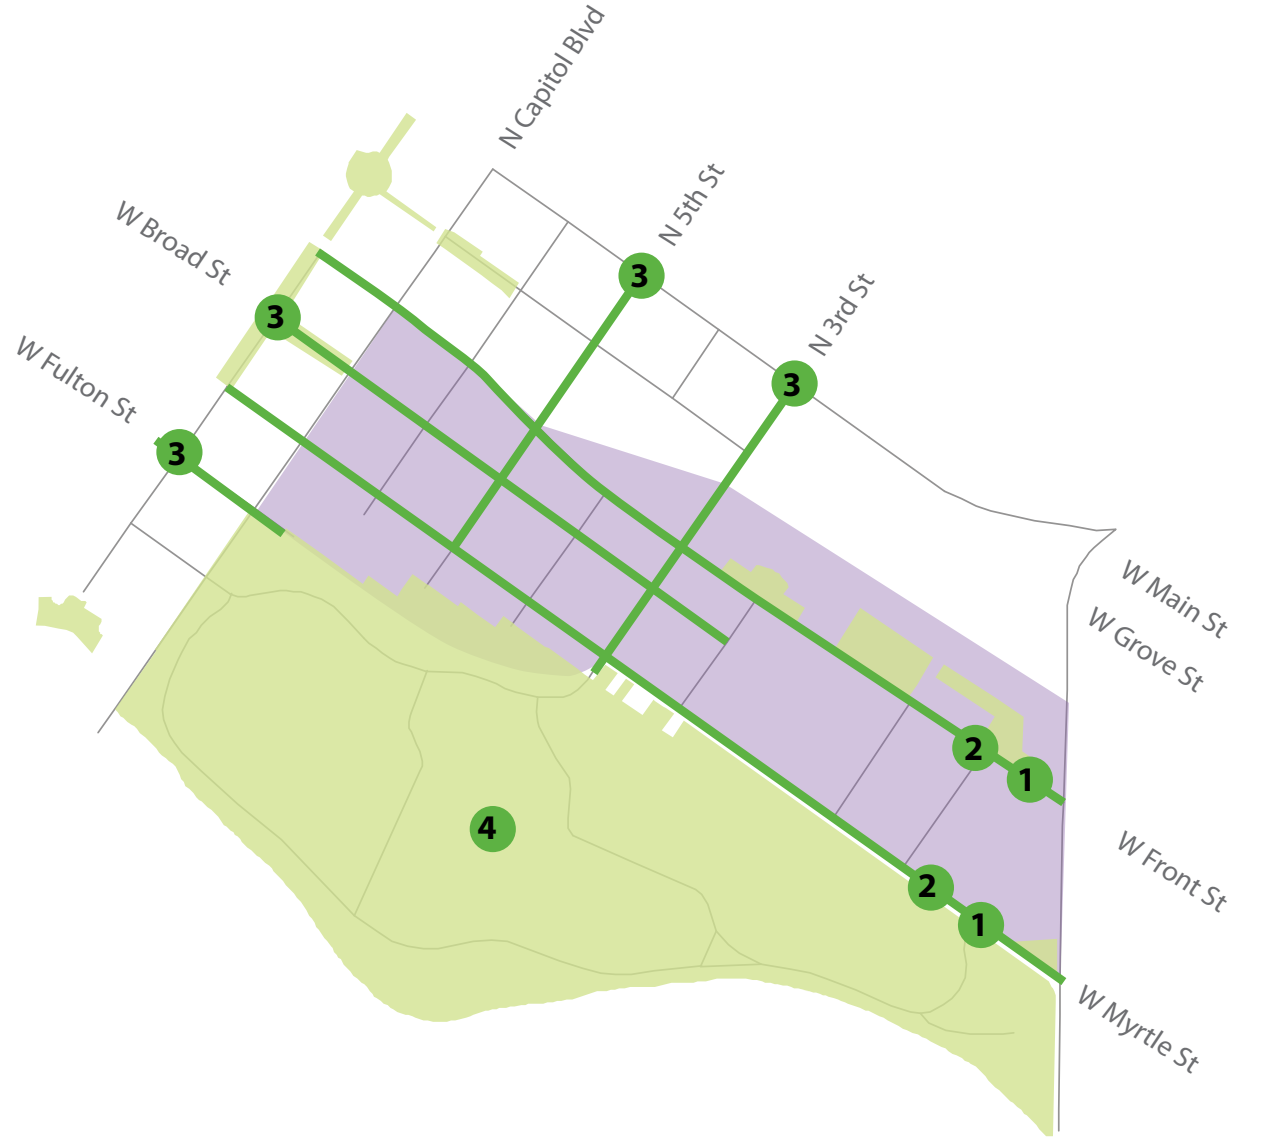 N Capitol Blvd
N 5th St
W Broad St
3
N 3rd St
3
W Fulton St
3
3
W Main St
W Grove St
2
1
4
W Front St
2
1
W Myrtle St